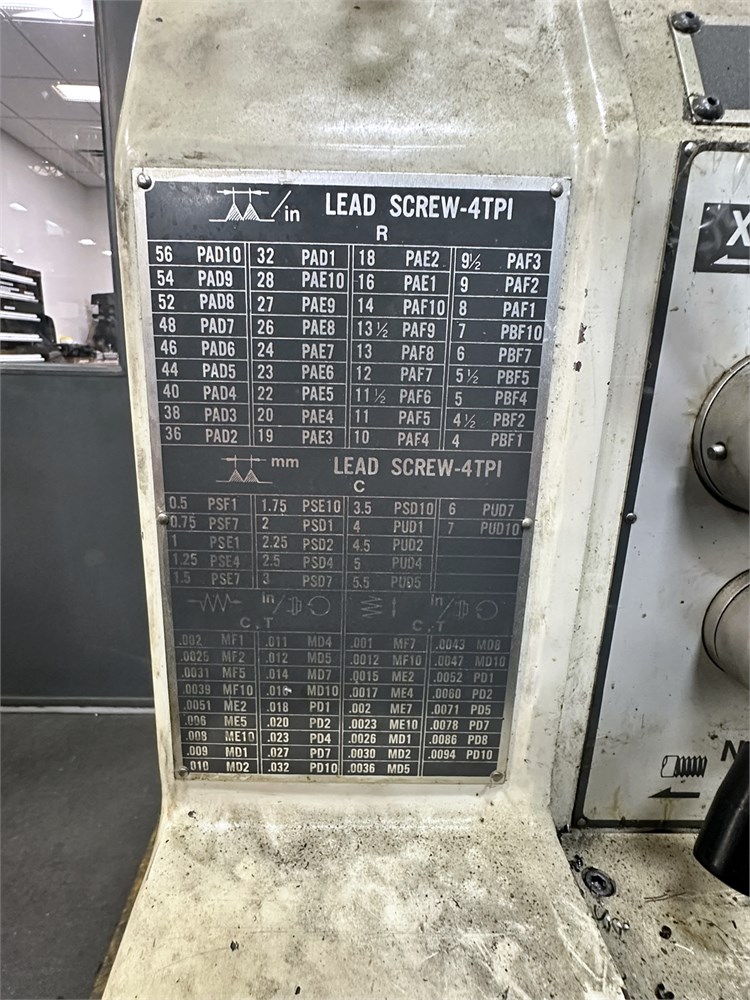 /in LEAD SCREW-4TPI
R
56 PAD10 32 PAD1 18 PAE2 9½ PAF3
54 PAD9 28 PAE10 16 PAE1 9 PAF2
52 PAD8 27 PAE9 14 PAF10 8 PAF1
48 PAD7 26 PAE8 13½ PAF9 7 PBF10
46 PAD6 24 PAE7 13 PAF8 6 PBF7
44 PAD5 23 PAE6 12 PAF7 5½ PBF5
40 PAD4 22 PAE5 11½ PAF6 5 PBF4
38 PAD3 20 PAE4 11 PAF5 4½ PBF2
36 PAD2 19 PAE3 10 PAF4 4 PBF1
mm LEAD SCREW-4TPI
C
0.5 PSF1 1.75 PSE10 3.5 PSD10 6 PUD7
0.75 PSF7 2 PSD1 4 PUD1 7 PUD10
1 PSE1 2.25 PSD2 4.5 PUD2
1.25 PSE4 2.5 PSD4 5 PUD4
1.5 PSE7 3 PSD7 5.5 PUD5
in/ in/
C,T C,T
.002 MF1 .011 MD4 .001 MF7 .0043 MD8
.0025 MF2 .012 MD5 .0012 MF10 .0047 MD10
.0031 MF5 .014 MD7 .0015 ME2 .0052 PD1
.0039 MF10 .016 MD10 .0017 ME4 .0060 PD2
.0051 ME2 .018 PD1 .002 ME7 .0071 PD5
.006 ME5 .020 PD2 .0023 ME10 .0078 PD7
.008 ME10 .023 PD4 .0026 MD1 .0086 PD8
.009 MD1 .027 PD7 .0030 MD2 .0094 PD10
.010 MD2 .032 PD10 .0036 MD5
X
N